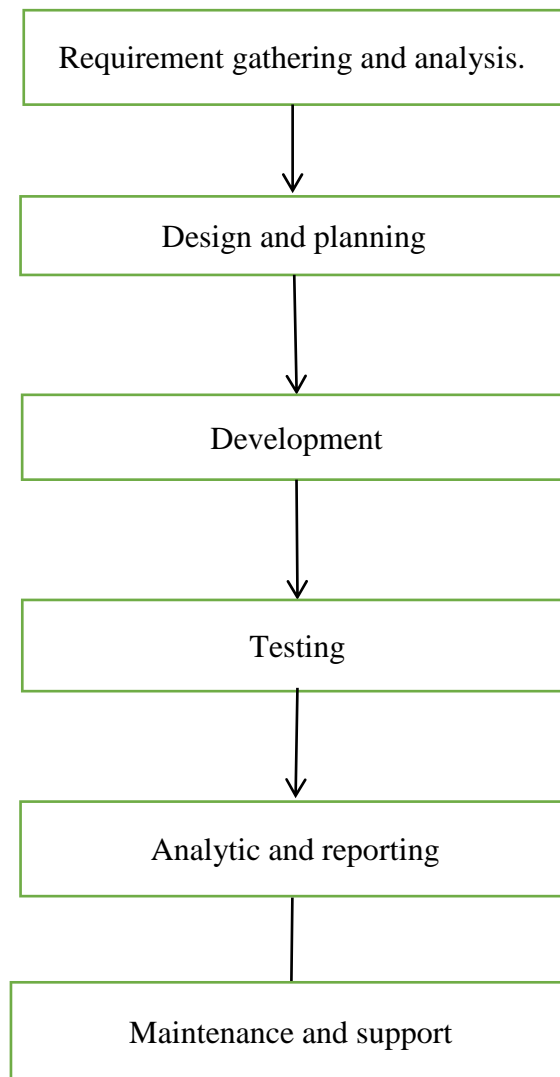 Requirement gathering and analysis.
Design and planning
Development
Testing
Analytic and reporting
Maintenance and support